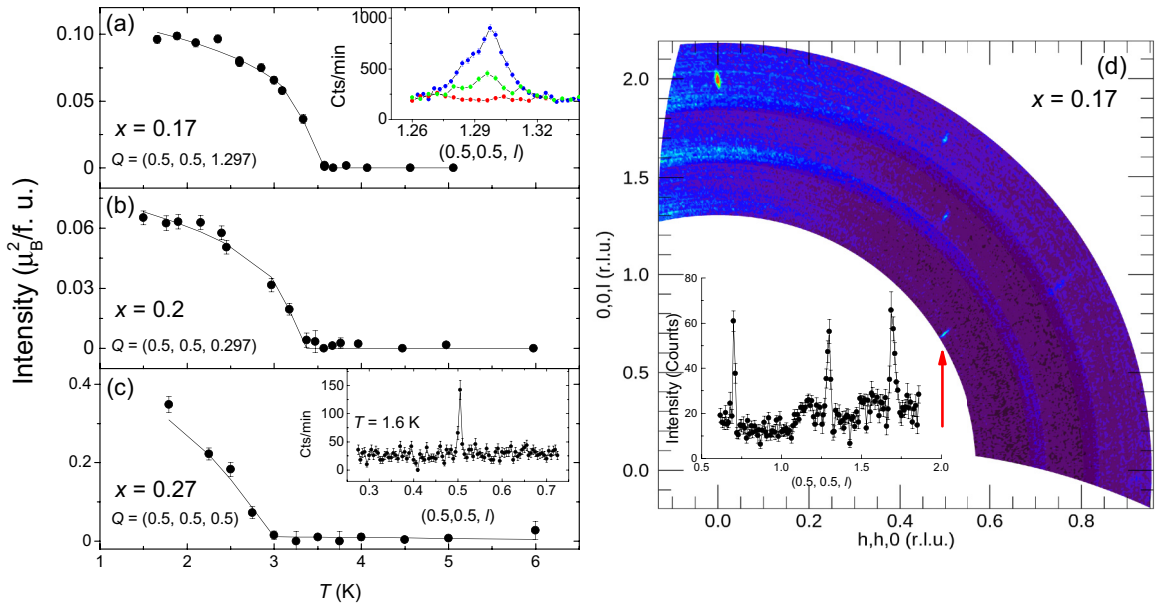 Intensity (μ_B^2/f. u.)
(a)
0.10
0.05
0
x = 0.17
Q = (0.5, 0.5, 1.297)
Cts/min
1000
500
250
1.26
1.29
1.32
(0.5,0.5, l)
(b)
0.06
0.03
0
x = 0.2
Q = (0.5, 0.5, 0.297)
(c)
0.4
0.2
0
x = 0.27
Q = (0.5, 0.5, 0.5)
Cts/min
150
100
50
0
T = 1.6 K
0.3
0.4
0.5
0.6
0.7
(0.5,0.5, l)
1
2
3
4
5
6
T (K)
(d)
x = 0.17
0,0,l (r.l.u.)
2.0
1.5
1.0
0.5
0.0
0.0
0.2
0.4
0.6
0.8
h,h,0 (r.l.u.)
Intensity (Counts)
80
60
40
20
0
0.5
1.0
1.5
2.0
(0.5, 0.5, l)